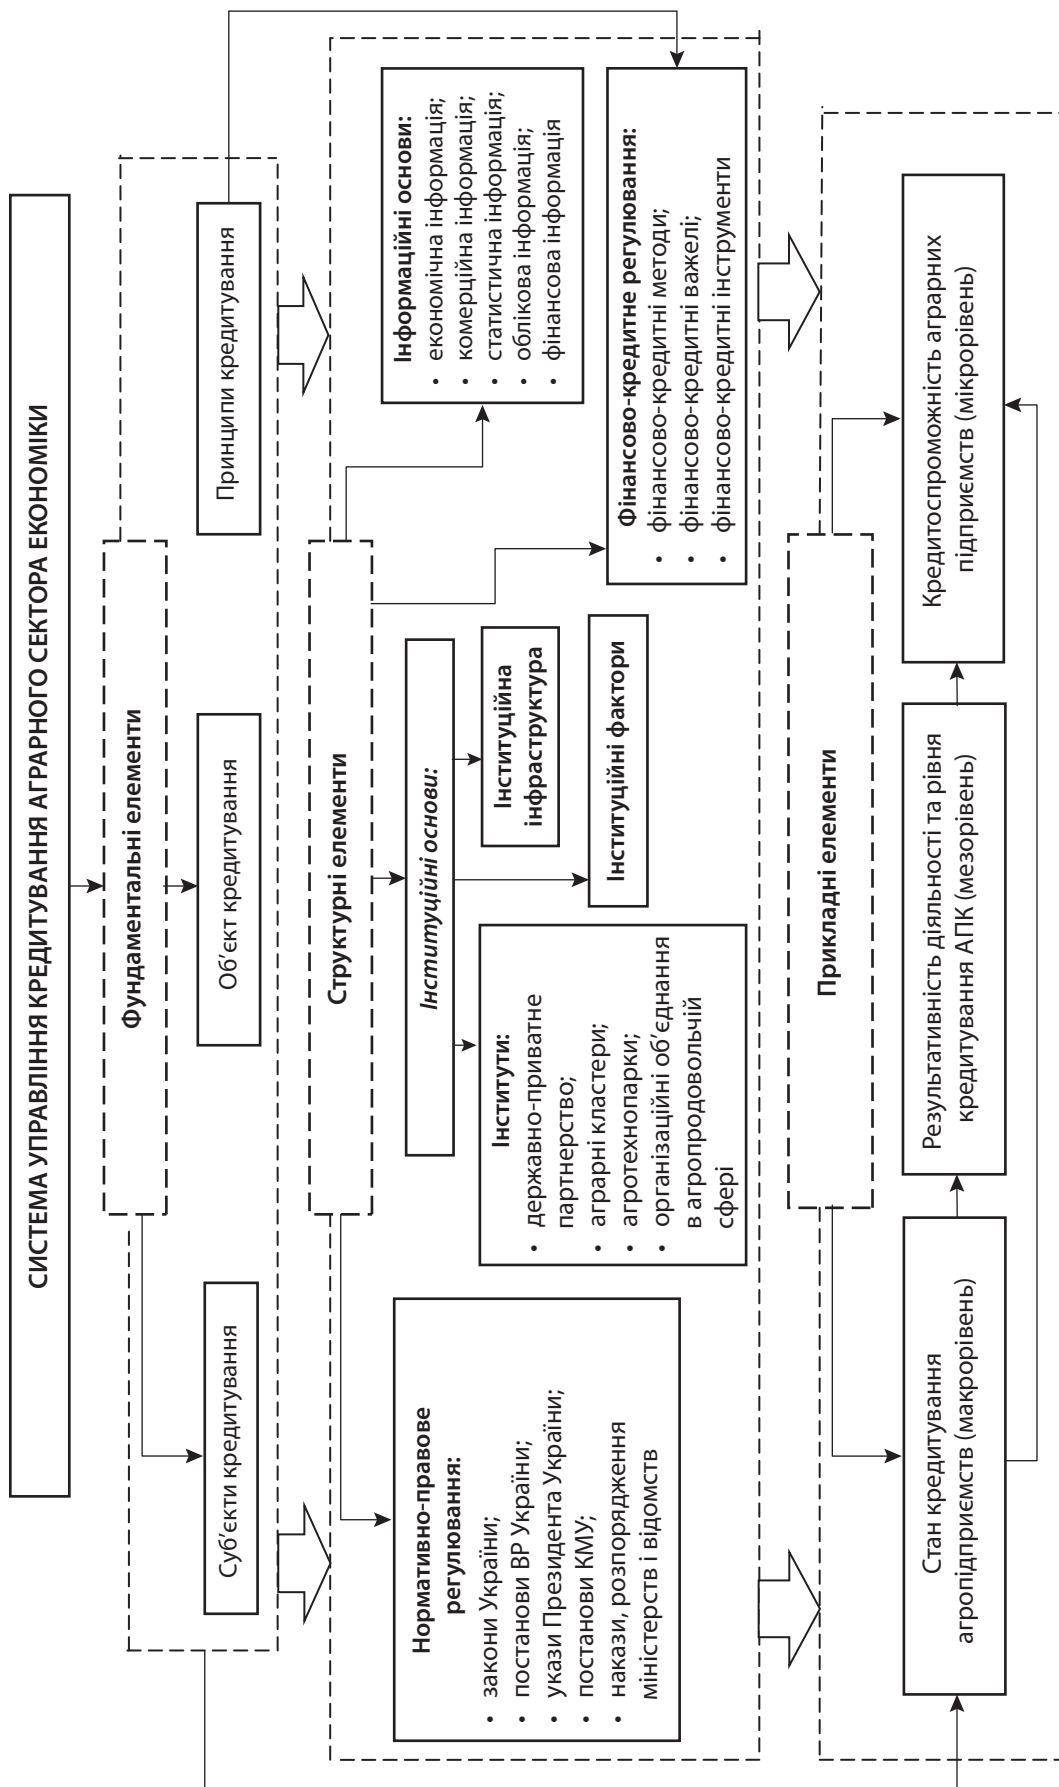 СИСТЕМА УПРАВЛІННЯ КРЕДИТУВАННЯ АГРАРНОГО СЕКТОРА ЕКОНОМІКИ
Фундаментальні елементи
Суб’єкти кредитування
Об’єкт кредитування
Принципи кредитування
Структурні елементи
Нормативно-правове
регулювання:
• закони України;
• постанови ВР України;
• укази Президента України;
• постанови КМУ;
• накази, розпорядження
міністерств і відомств
Інституційні основи:
Інститути:
• державно-приватне
партнерство;
• аграрні кластери;
• агротехнопарки;
• організаційні об’єднання
в агропродовольчій
сфері
Інституційна
інфраструктура
Інституційні фактори
Інформаційні основи:
• економічна інформація;
• комерційна інформація;
• статистична інформація;
• облікова інформація;
• фінансова інформація
Фінансово-кредитне регулювання:
• фінансово-кредитні методи;
• фінансово-кредитні важелі;
• фінансово-кредитні інструменти
Прикладні елементи
Стан кредитування
агропідприємств (макрорівень)
Результативність діяльності та рівня
кредитування АПК (мезорівень)
Кредитоспроможність аграрних
підприємств (мікрорівень)